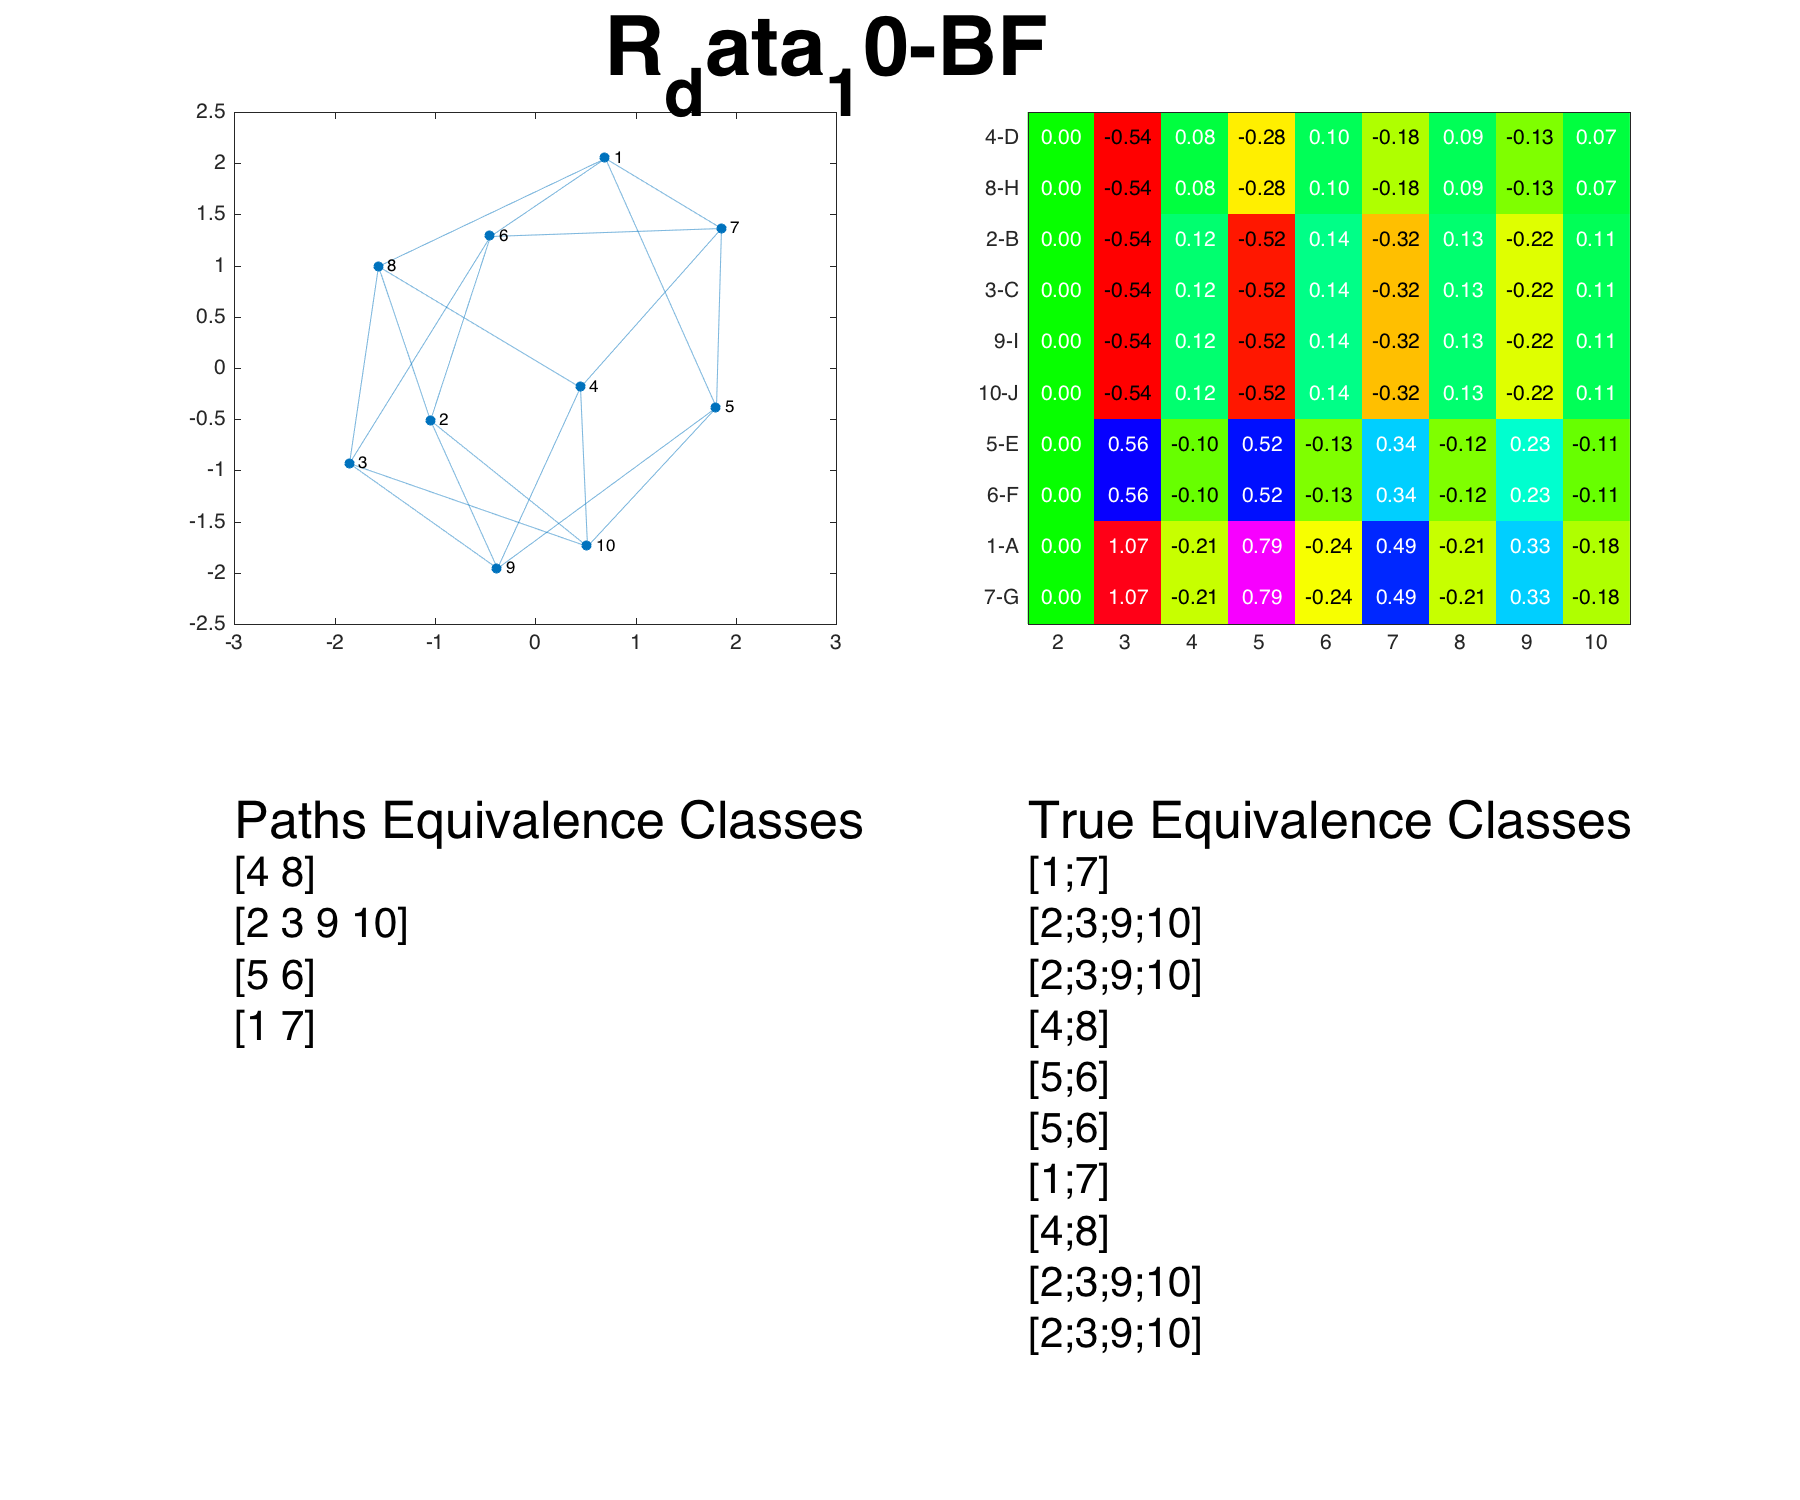 R_data_10-BF
2.5
2
1.5
1
0.5
0
-0.5
-1
-1.5
-2
-2.5
-3 -2 -1 0 1 2 3
1
7
6
8
4
5
2
3
10
9
4-D 0.00 -0.54 0.08 -0.28 0.10 -0.18 0.09 -0.13 0.07
8-H 0.00 -0.54 0.08 -0.28 0.10 -0.18 0.09 -0.13 0.07
2-B 0.00 -0.54 0.12 -0.52 0.14 -0.32 0.13 -0.22 0.11
3-C 0.00 -0.54 0.12 -0.52 0.14 -0.32 0.13 -0.22 0.11
9-I 0.00 -0.54 0.12 -0.52 0.14 -0.32 0.13 -0.22 0.11
10-J 0.00 -0.54 0.12 -0.52 0.14 -0.32 0.13 -0.22 0.11
5-E 0.00 0.56 -0.10 0.52 -0.13 0.34 -0.12 0.23 -0.11
6-F 0.00 0.56 -0.10 0.52 -0.13 0.34 -0.12 0.23 -0.11
1-A 0.00 1.07 -0.21 0.79 -0.24 0.49 -0.21 0.33 -0.18
7-G 0.00 1.07 -0.21 0.79 -0.24 0.49 -0.21 0.33 -0.18
2 3 4 5 6 7 8 9 10
Paths Equivalence Classes
[4 8]
[2 3 9 10]
[5 6]
[1 7]
True Equivalence Classes
[1;7]
[2;3;9;10]
[2;3;9;10]
[4;8]
[5;6]
[5;6]
[1;7]
[4;8]
[2;3;9;10]
[2;3;9;10]